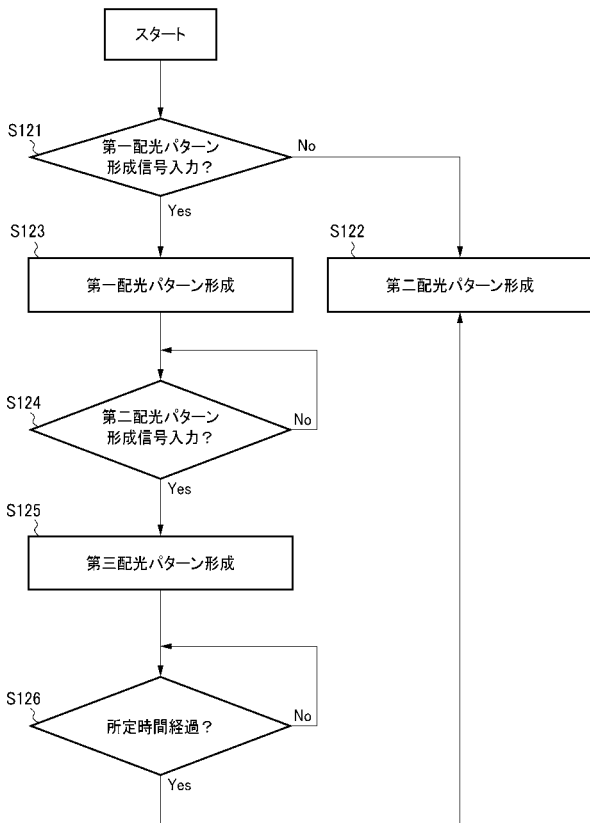 スタート
S121
第一配光パターン
形成信号入力？
No
Yes
S123
第一配光パターン形成
S122
第二配光パターン形成
S124
第二配光パターン
形成信号入力？
No
Yes
S125
第三配光パターン形成
S126
所定時間経過？
No
Yes